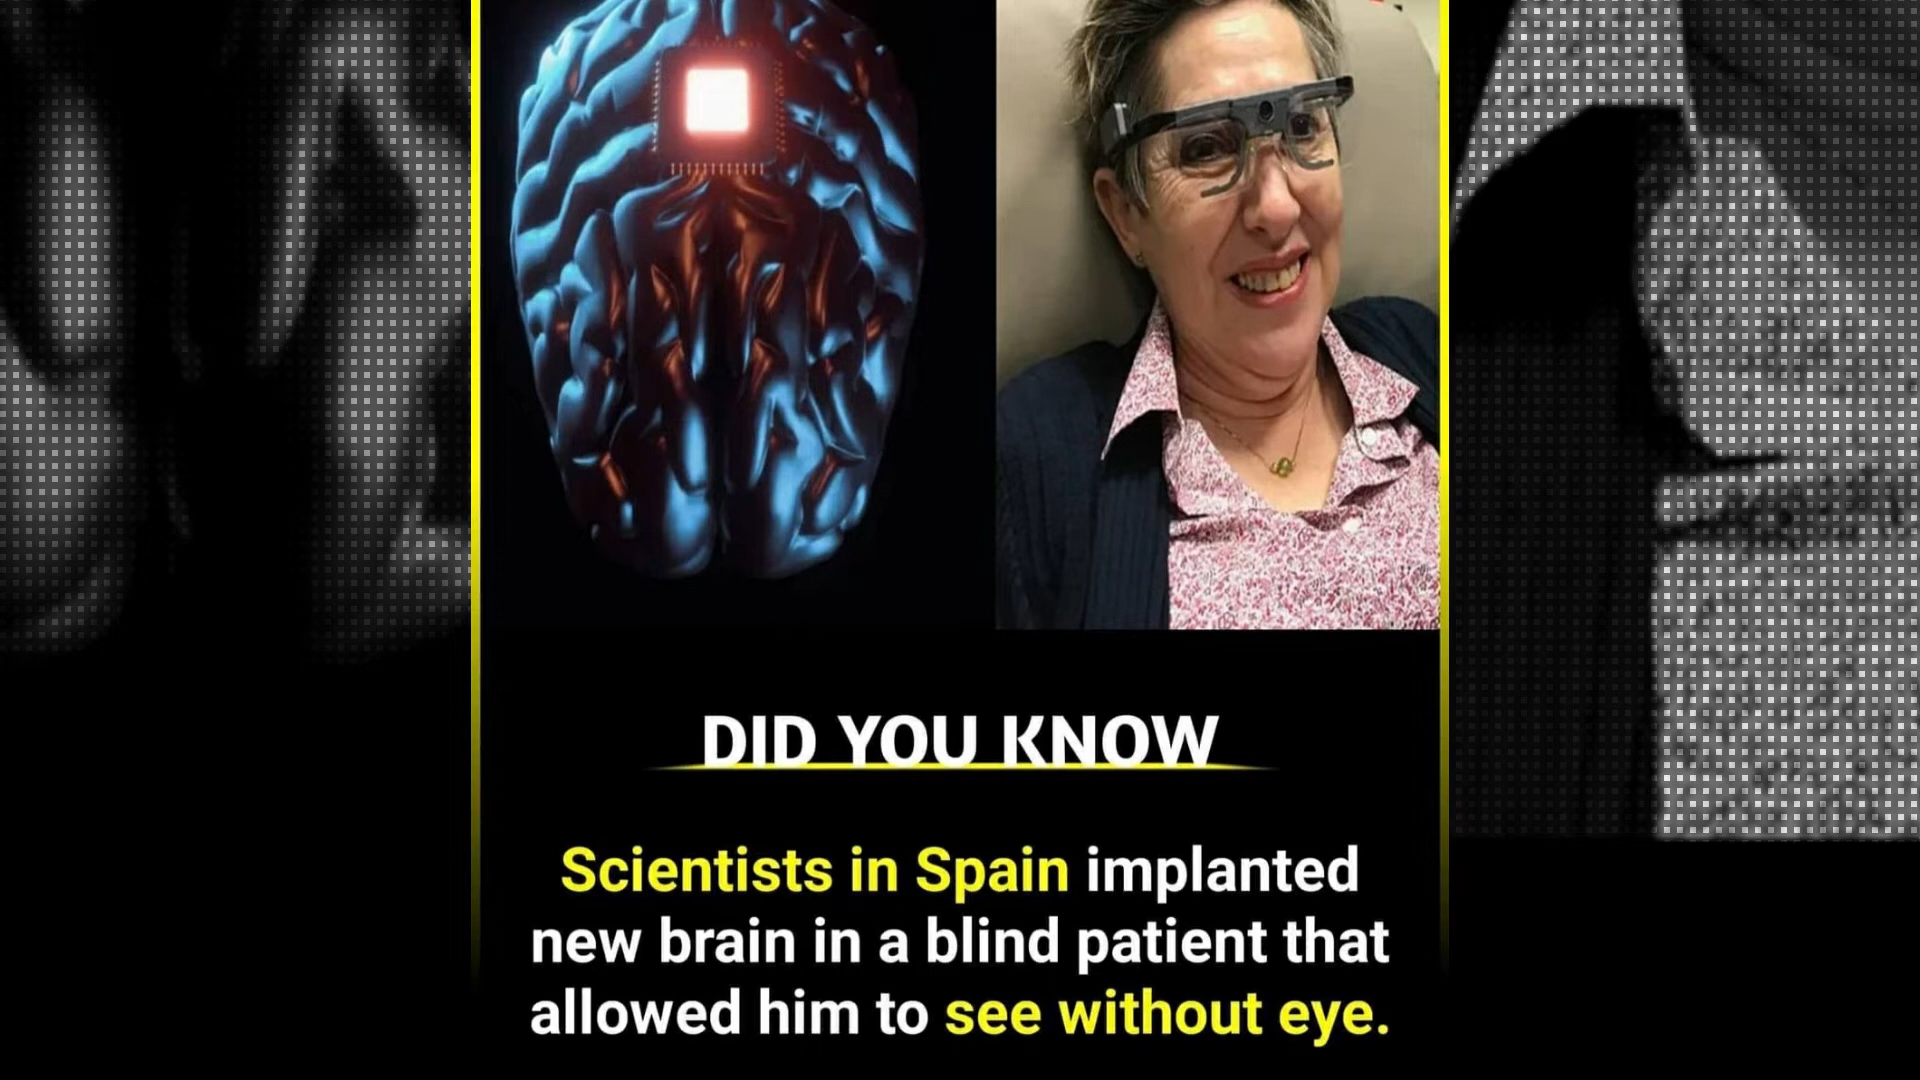 DID YOU KNOW
Scientists in Spain implanted
new brain in a blind patient that
allowed him to see without eye.